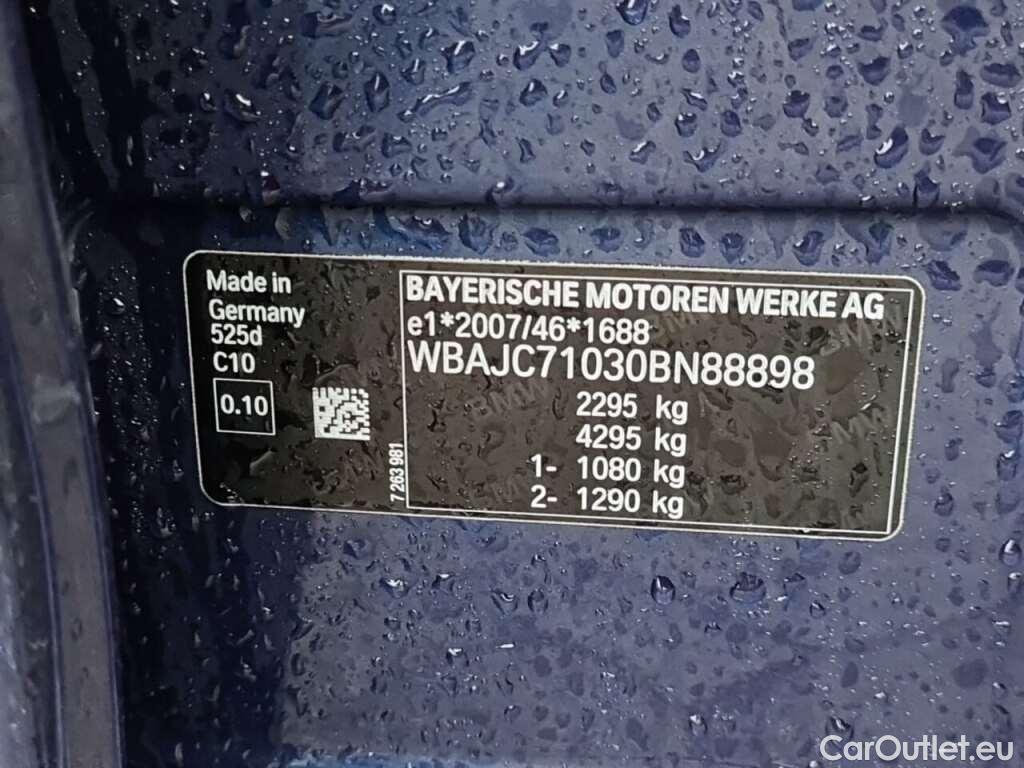 Made in
Germany
525d
C10
0.10
7 263 981
BAYERISCHE MOTOREN WERKE AG
e1*2007/46*1688
WBAJC71030BN88898
2295 kg
4295 kg
1- 1080 kg
2- 1290 kg
CarOutlet.eu